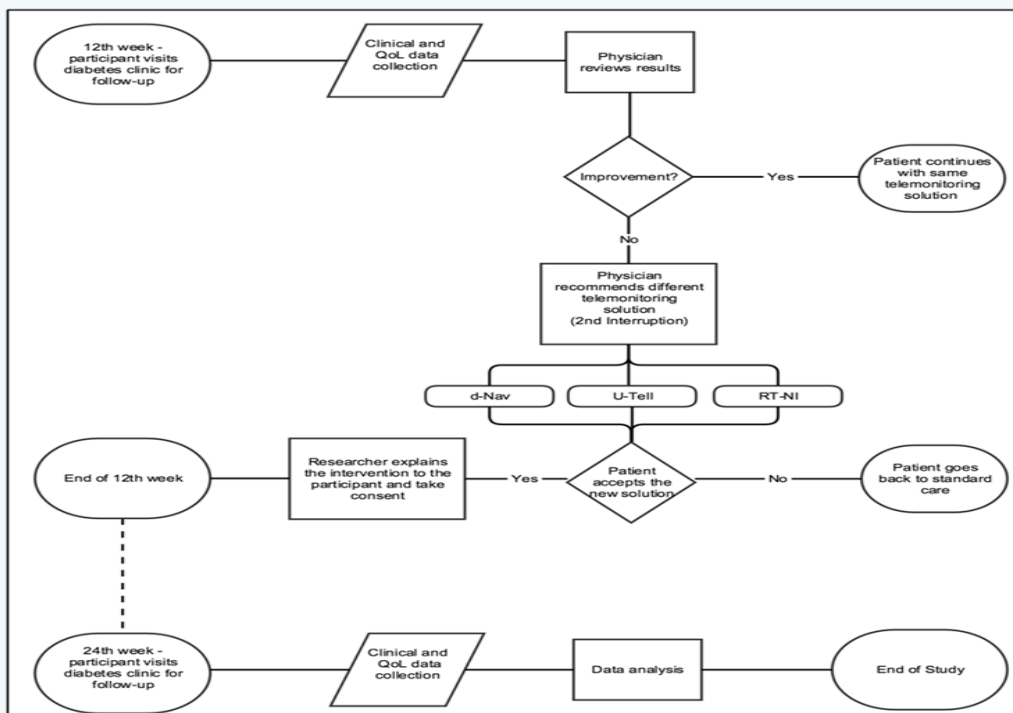 12th week -
participant visits
diabetes clinic for
follow-up
Clinical and
QoL data
collection
Physician
reviews results
Improvement?
Yes
Patient continues
with same
telemonitoring
solution
No
Physician
recommends different
telemonitoring
solution
(2nd Interruption)
d-Nav
U-Tell
RT-NI
End of 12th week
Researcher explains
the intervention to the
participant and take
consent
Yes
Patient
accepts the
new solution
No
Patient goes
back to standard
care
24th week -
participant visits
diabetes clinic for
follow-up
Clinical and
QoL data
collection
Data analysis
End of Study